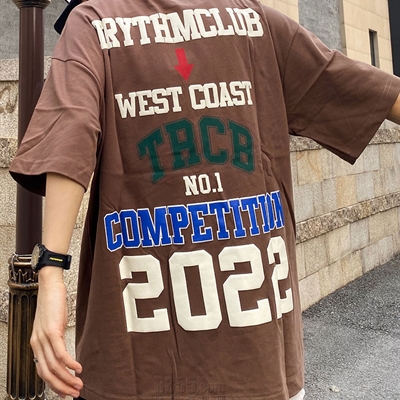 RYTHMCLUB
WEST COAST
TRCB
NO.1
COMPETITION
2022